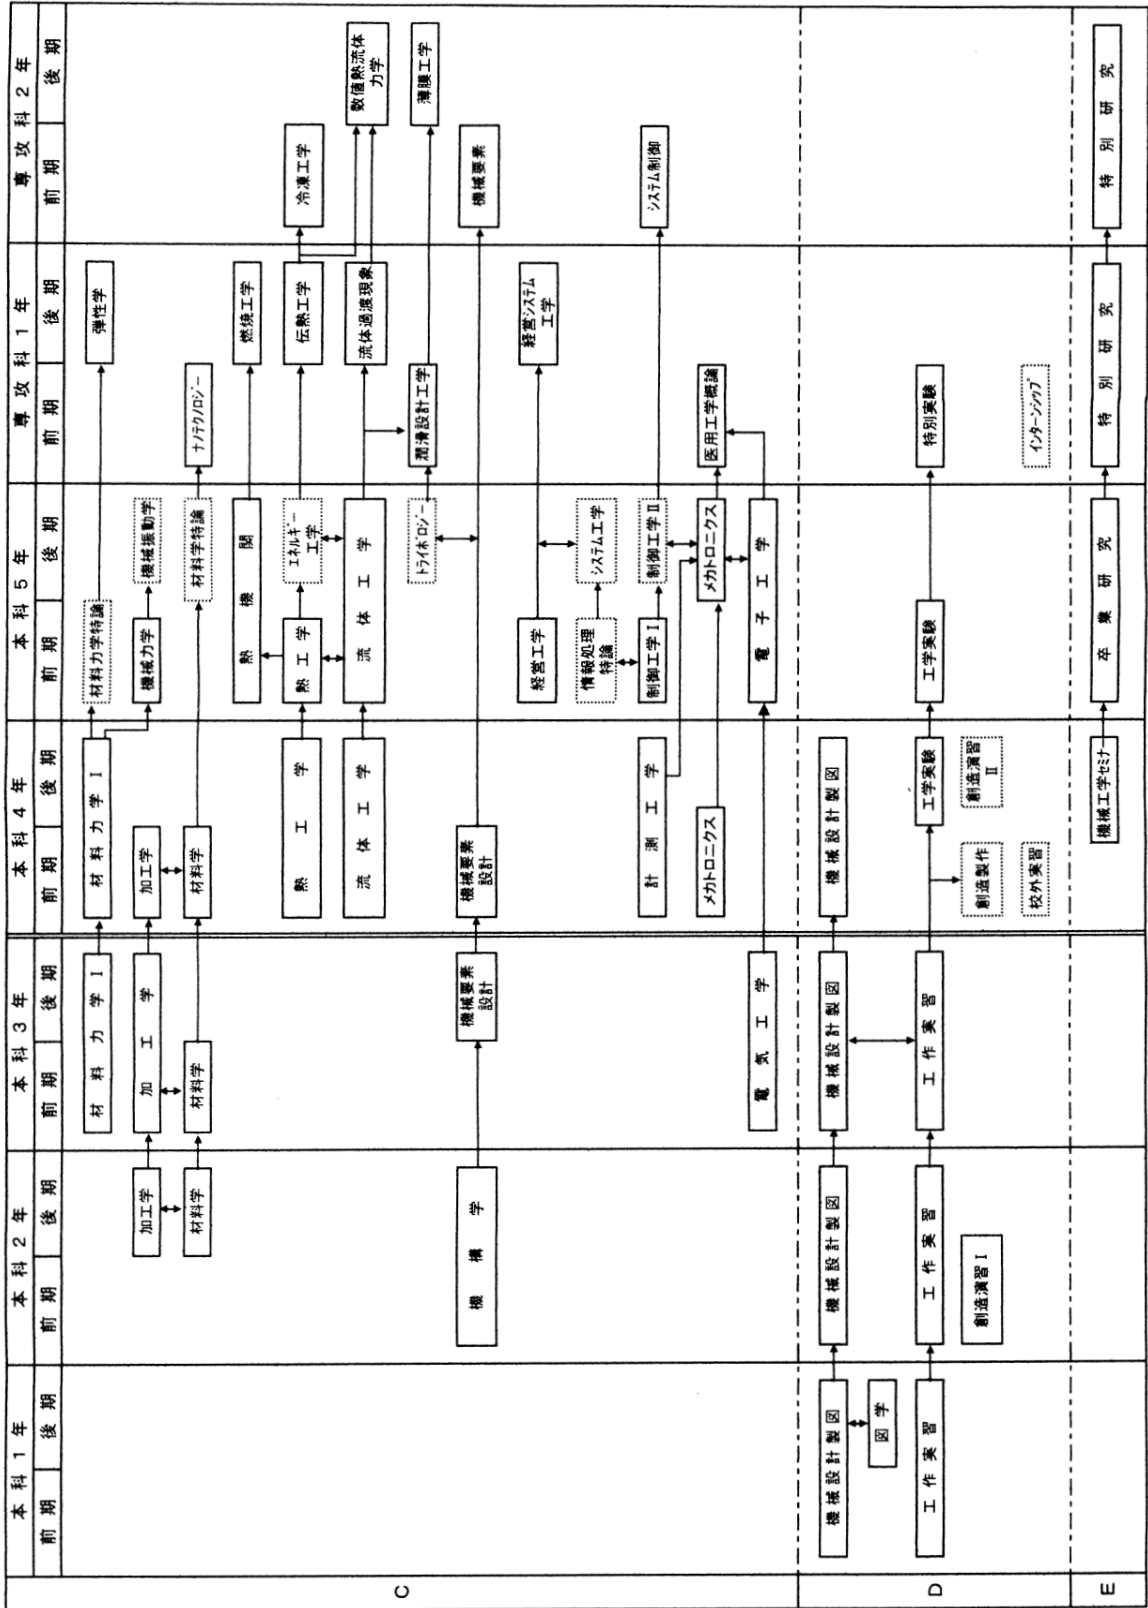 本科1年
前期
後期
本科2年
前期
後期
本科3年
前期
後期
本科4年
前期
後期
本科5年
前期
後期
専攻科1年
前期
後期
専攻科2年
前期
後期
C
材料力学Ⅰ
材料力学Ⅰ
材料力学特論
弾性学
機械力学
機械振動学
加工学
加工学
加工学
材料学
材料学
材料学
材料学特論
ナノテクノロジー
熱機関
燃焼工学
熱工学
熱工学
エネルギー
工学
伝熱工学
冷凍工学
流体工学
流体工学
流体過渡現象
数値熱流体
力学
トライボロジー
潤滑設計工学
薄膜工学
機構学
機械要素
設計
機械要素
設計
機械要素
経営工学
経営システム
工学
情報処理
特論
システム工学
計測工学
制御工学Ⅰ
制御工学Ⅱ
システム制御
メカトロニクス
メカトロニクス
医用工学概論
電気工学
電子工学
D
機械設計製図
機械設計製図
機械設計製図
機械設計製図
図学
工作実習
工作実習
工作実習
工学実験
工学実験
特別実験
創造演習Ⅰ
創造製作
創造演習
Ⅱ
校外実習
インターンシップ
E
機械工学セミナー
卒業研究
特別研究
特別研究